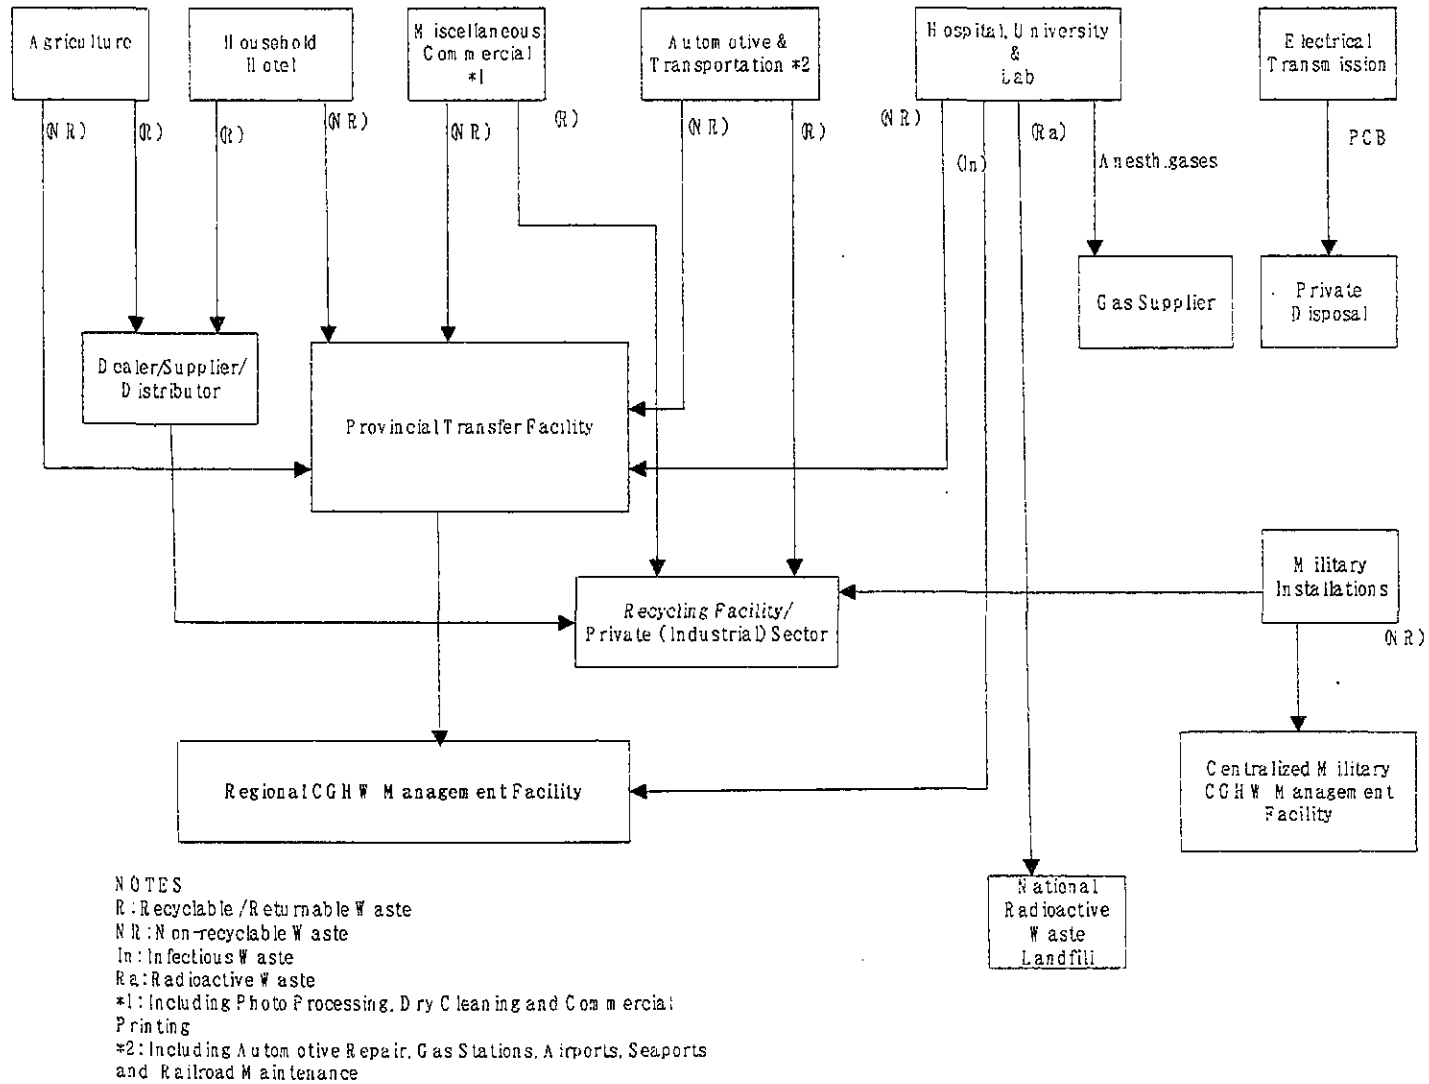 Agriculture
Household
Hotel
Miscellaneous
Commercial
*1
Automotive &
Transportation *2
Hospital, University
&
Lab
Electrical
Transmission
(NR)
(R)
(R)
(NR)
(NR)
(R)
(NR)
(R)
(NR)
(In)
(Ra)
Anesth.gases
PCB
Gas Supplier
Private
Disposal
Dealer/Supplier/
Distributor
Provincial Transfer Facility
Military
Installations
(NR)
Recycling Facility/
Private (Industrial) Sector
Regional CGHW Management Facility
Centralized Military
CGHW Management
Facility
National
Radioactive
Waste
Landfill
NOTES
R:Recyclable/Returnable Waste
NR:Non-recyclable Waste
In:Infectious Waste
Ra:Radioactive Waste
*1:Including Photo Processing, Dry Cleaning and Commercial
Printing
*2:Including Automotive Repair, Gas Stations, Airports, Seaports
and Railroad Maintenance